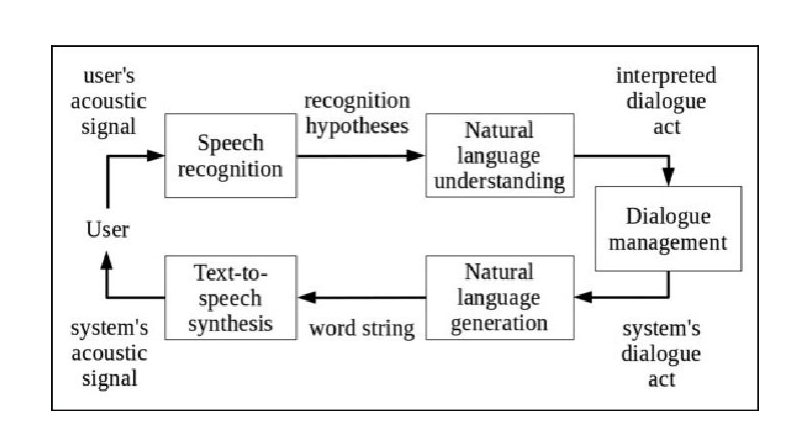 user's
acoustic
signal
Speech
recognition
recognition
hypotheses
Natural
language
understanding
interpreted
dialogue
act
Dialogue
management
system's
dialogue
act
Natural
language
generation
word string
Text-to-
speech
synthesis
system's
acoustic
signal
User